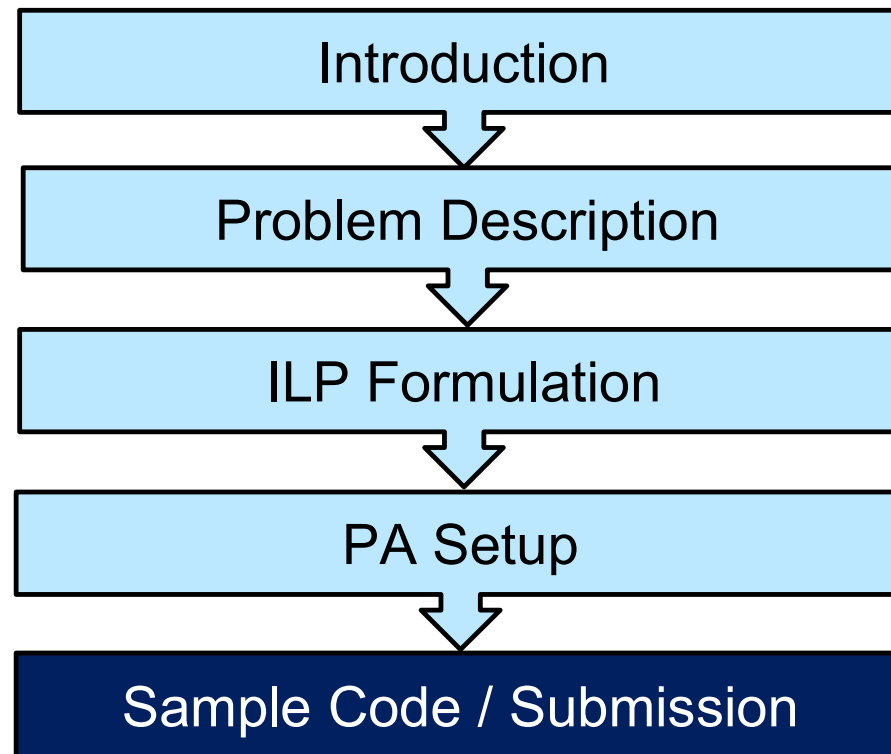 Introduction
Problem Description
ILP Formulation
PA Setup
Sample Code / Submission